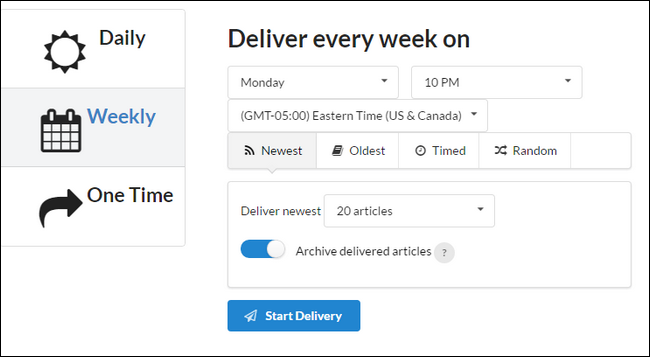 Daily
Weekly
One Time
Deliver every week on
Monday 10 PM
(GMT-05:00) Eastern Time (US & Canada)
Newest Oldest Timed Random
Deliver newest 20 articles
Archive delivered articles ?
Start Delivery